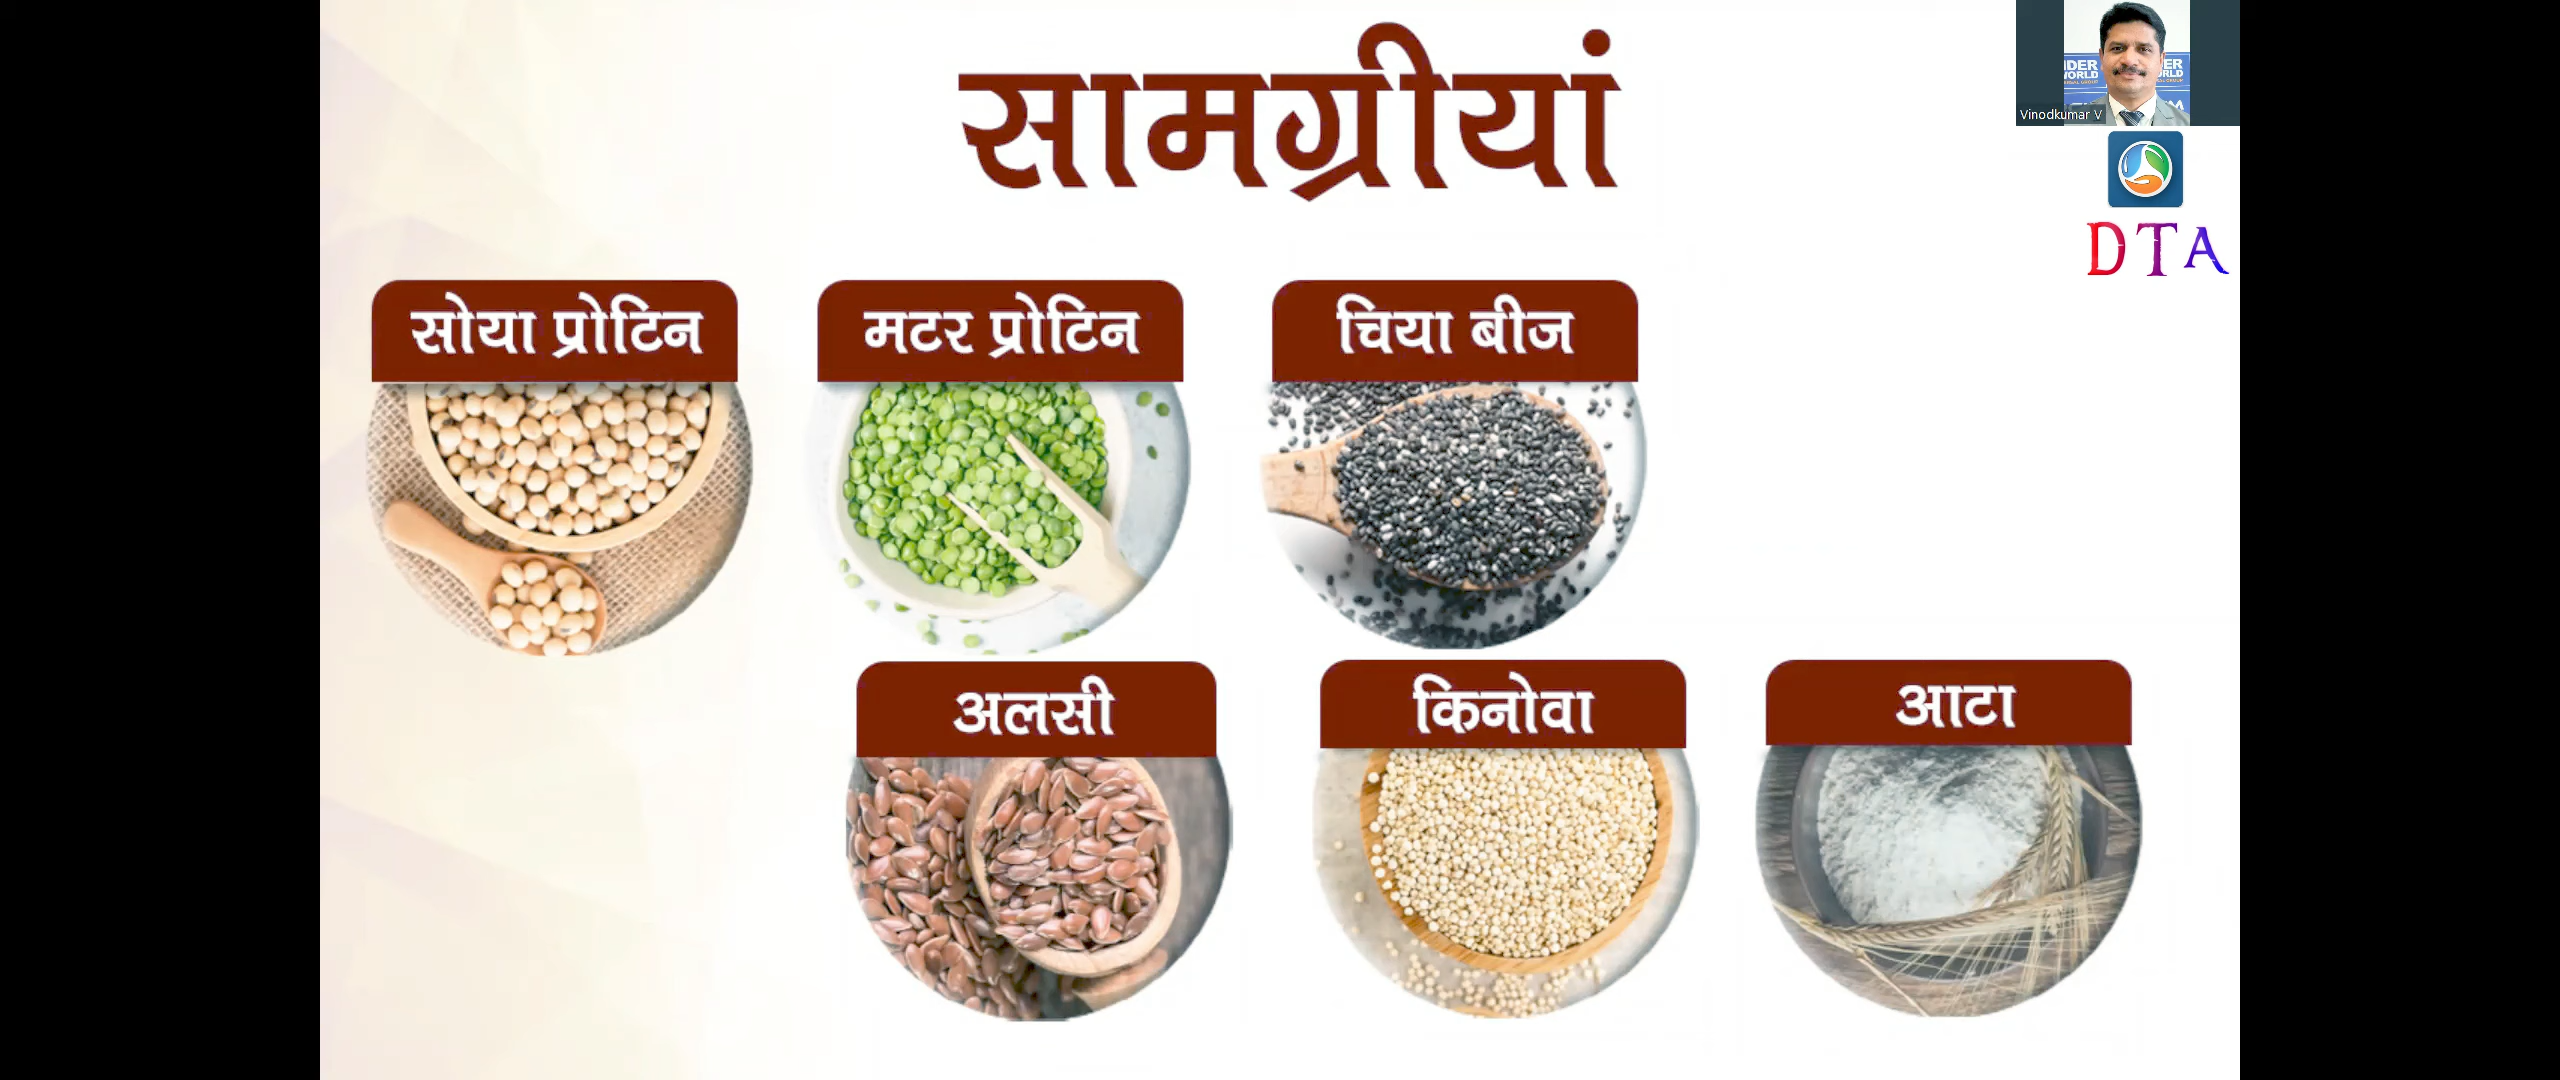 सामग्रीयां
Vinodkumar V
DTA
सोया प्रोटिन
मटर प्रोटिन
चिया बीज
अलसी
किनोवा
आटा